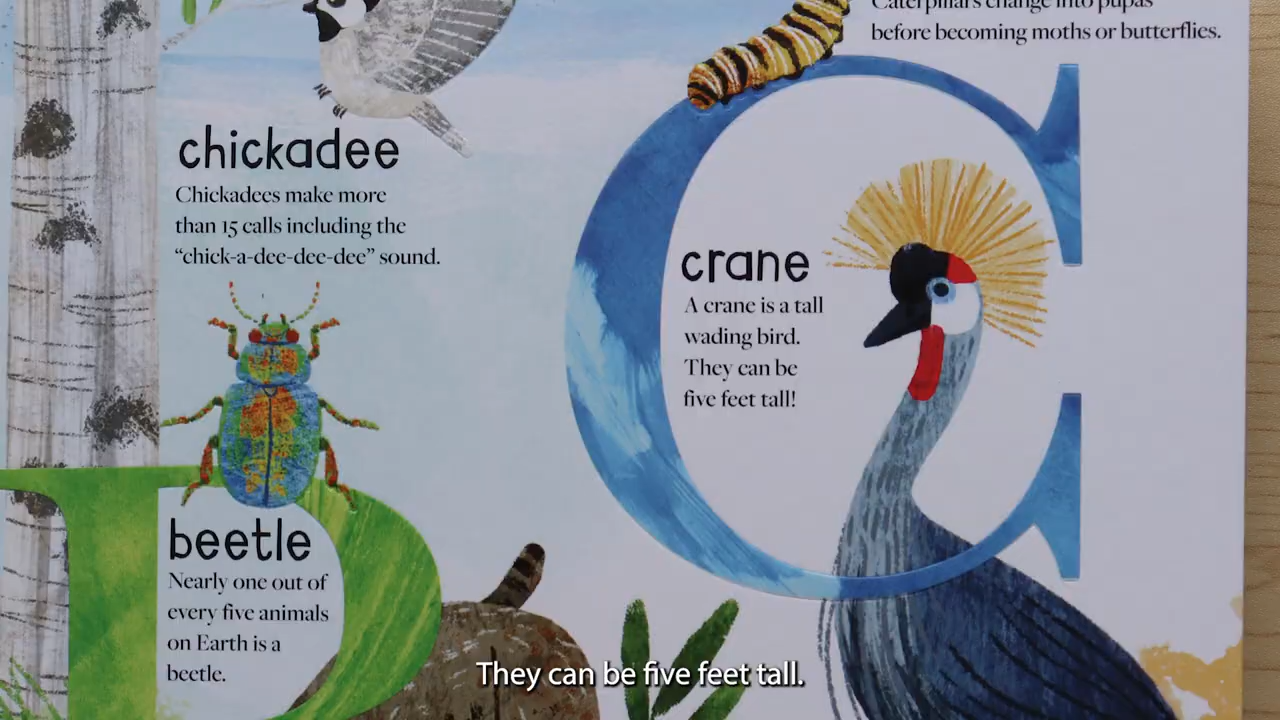 Caterpillars change into pupas
before becoming moths or butterflies.
chickadee
Chickadees make more
than 15 calls including the
“chick-a-dee-dee-dee” sound.
C
crane
A crane is a tall
wading bird.
They can be
five feet tall!
beetle
Nearly one out of
every five animals
on Earth is a
beetle.
They can be five feet tall.